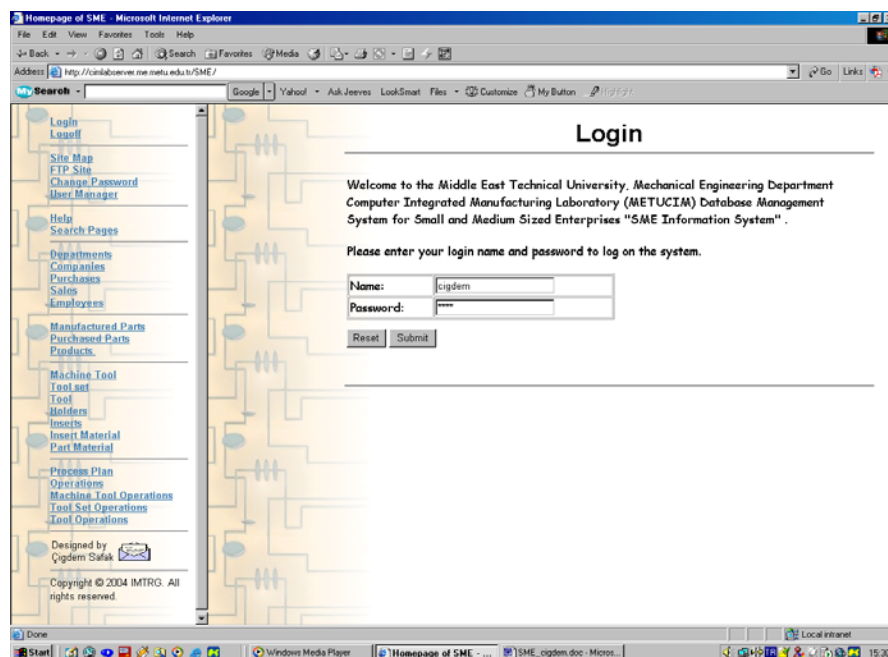 Homepage of SME - Microsoft Internet Explorer
File Edit View Favorites Tools Help
Back Search Favorites Media
Address http://cimlabserver.me.metu.edu.tr/SME/ Go Links
My Search Google Yahoo! Ask Jeeves LookSmart Files Customize My Button Highlight
Login
Logoff
Site Map
FTP Site
Change Password
User Manager
Help
Search Pages
Departments
Companies
Purchases
Sales
Employees
Manufactured Parts
Purchased Parts
Products
Machine Tool
Tool set
Tool
Holders
Inserts
Insert Material
Part Material
Process Plan
Operations
Machine Tool Operations
Tool Set Operations
Tool Operations
Designed by
Çigdem Safak
Copyright © 2004 IMTRG. All
rights reserved.
Login
Welcome to the Middle East Technical University, Mechanical Engineering Department
Computer Integrated Manufacturing Laboratory (METUCIM) Database Management
System for Small and Medium Sized Enterprises "SME Information System" .
Please enter your login name and password to log on the system.
Name: cigdem
Password: ****
Reset Submit
Done Local intranet
Start Windows Media Player Homepage of SME - ... SME_cigdem.doc - Micros...